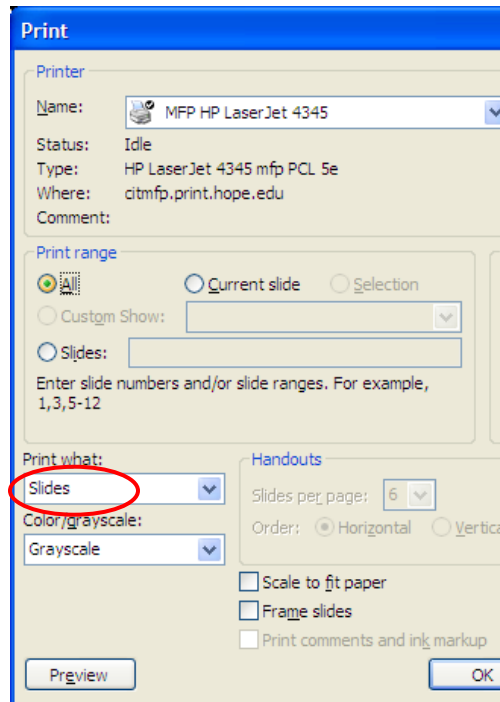 Print
Printer
Name: MFP HP LaserJet 4345
Status: Idle
Type: HP LaserJet 4345 mfp PCL 5e
Where: citmfp.print.hope.edu
Comment:
Print range
All Current slide Selection
Custom Show:
Slides:
Enter slide numbers and/or slide ranges. For example,
1,3,5-12
Print what:
Slides
Color/grayscale:
Grayscale
Handouts
Slides per page: 6
Order: Horizontal Vertica
Scale to fit paper
Frame slides
Print comments and ink markup
Preview OK